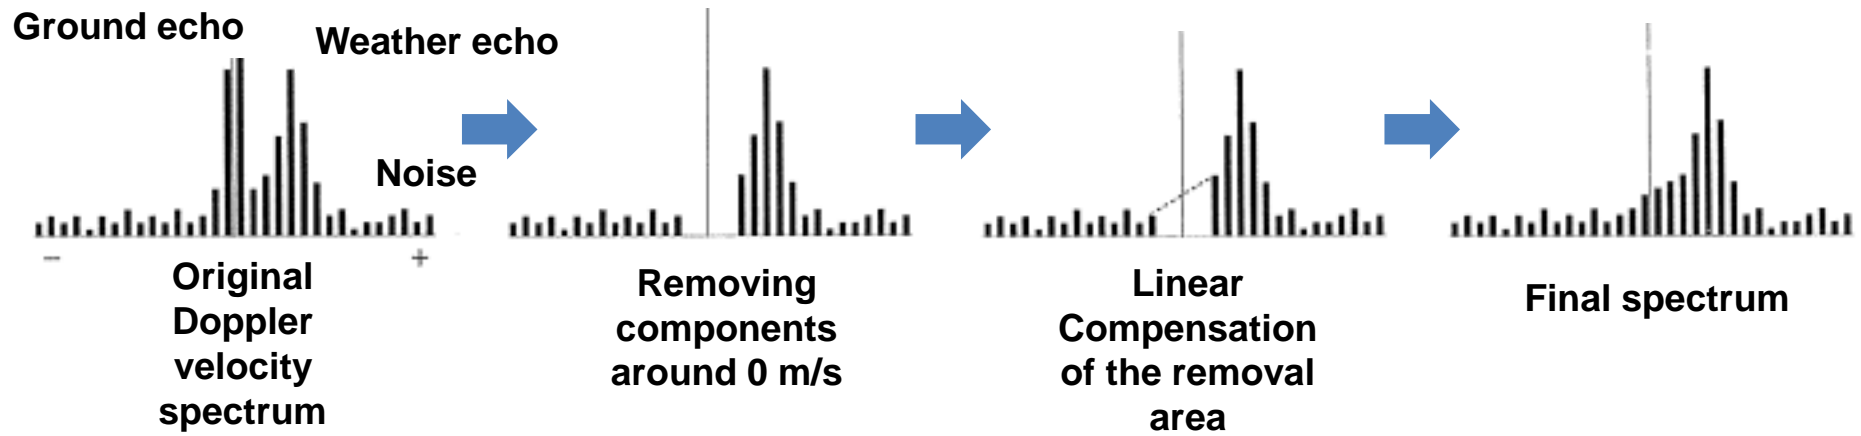 Ground echo
Weather echo
Noise
−
+
Original
Doppler
velocity
spectrum
Removing
components
around 0 m/s
Linear
Compensation
of the removal
area
Final spectrum